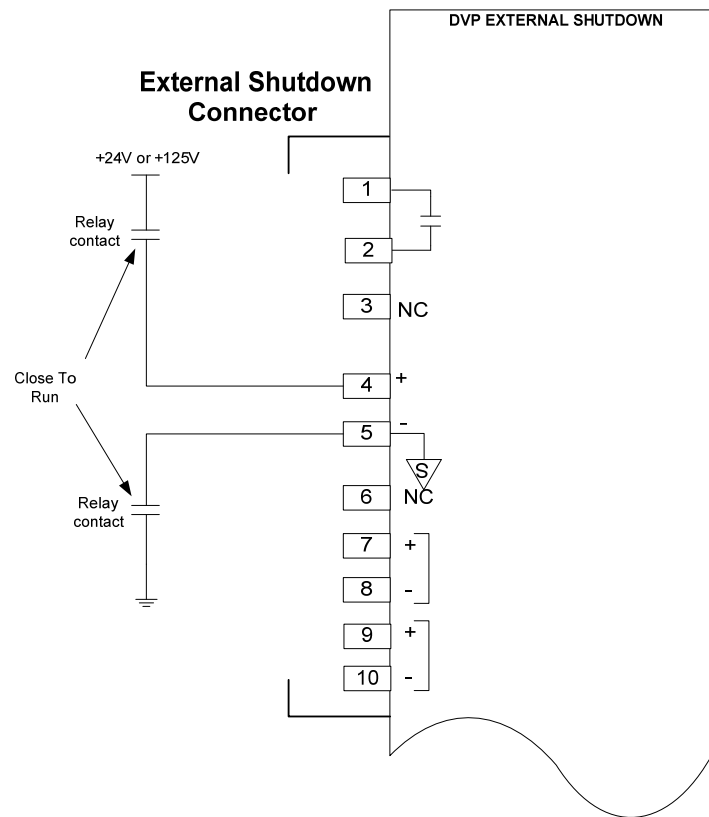 DVP EXTERNAL SHUTDOWN
External Shutdown
Connector
+24V or +125V
Relay
contact
1
2
3 NC
Close To
Run
4 +
5 -
S
Relay
contact
6 NC
7 +
8 -
9 +
10 -